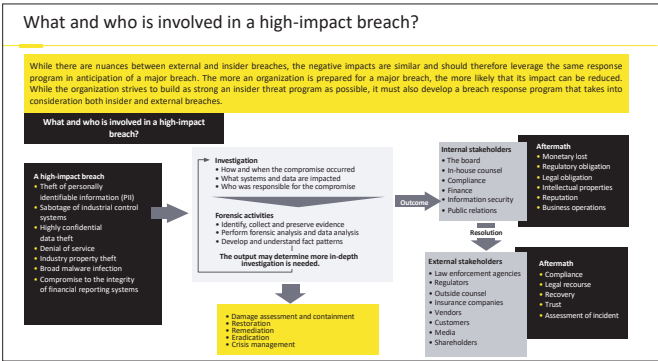 What and who is involved in a high-impact breach?
While there are nuances between external and insider breaches, the negative impacts are similar and should therefore leverage the same response
program in anticipation of a major breach. The more an organization is prepared for a major breach, the more likely that its impact can be reduced.
While the organization strives to build as strong an insider threat program as possible, it must also develop a breach response program that takes into
consideration both insider and external breaches.
What and who is involved in a high-impact
breach?
A high-impact breach
• Theft of personally
identifiable information (PII)
• Sabotage of industrial control
systems
• Highly confidential
data theft
• Denial of service
• Industry property theft
• Broad malware infection
• Compromise to the integrity
of financial reporting systems
Investigation
• How and when the compromise occurred
• What systems and data are impacted
• Who was responsible for the compromise
Forensic activities
• Identify, collect and preserve evidence
• Perform forensic analysis and data analysis
• Develop and understand fact patterns
The output may determine more in-depth
investigation is needed.
• Damage assessment and containment
• Restoration
• Remediation
• Eradication
• Crisis management
Outcome
Internal stakeholders
• The board
• In-house counsel
• Compliance
• Finance
• Information security
• Public relations
Aftermath
• Monetary lost
• Regulatory obligation
• Legal obligation
• Intellectual properties
• Reputation
• Business operations
Resolution
External stakeholders
• Law enforcement agencies
• Regulators
• Outside counsel
• Insurance companies
• Vendors
• Customers
• Media
• Shareholders
Aftermath
• Compliance
• Legal recourse
• Recovery
• Trust
• Assessment of incident